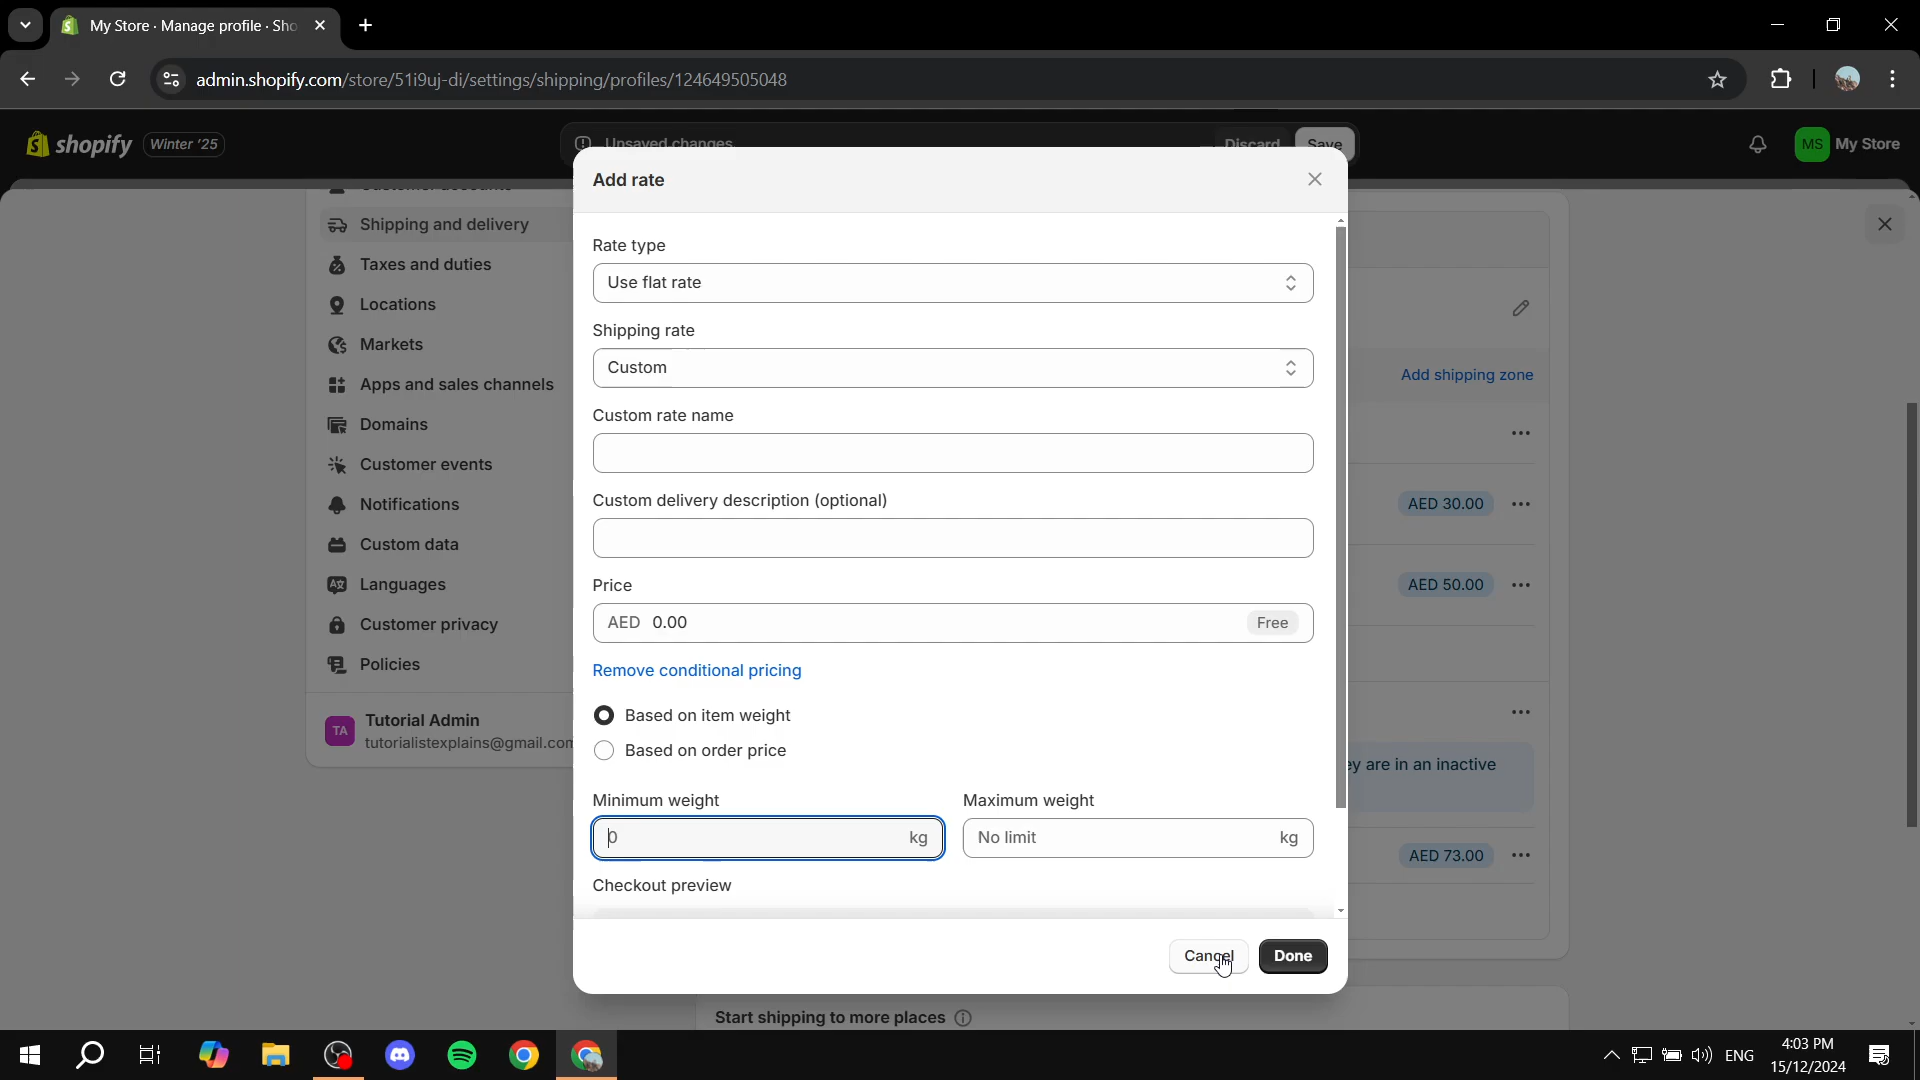 My Store · Manage profile · Sho
admin.shopify.com/store/51i9uj-di/settings/shipping/profiles/124649505048
shopify
Winter '25
Unsaved changes
Discard
Save
MS
My Store
Customer accounts
Shipping and delivery
Taxes and duties
Locations
Markets
Apps and sales channels
Domains
Customer events
Notifications
Custom data
Languages
Customer privacy
Policies
TA
Tutorial Admin
tutorialistexplains@gmail.com
Add rate
Rate type
Use flat rate
Shipping rate
Custom
Custom rate name
Custom delivery description (optional)
Price
AED 0.00
Free
Remove conditional pricing
Based on item weight
Based on order price
Minimum weight
Maximum weight
0 kg
No limit kg
Checkout preview
Cancel
Done
Add shipping zone
AED 30.00
AED 50.00
ey are in an inactive
AED 73.00
Start shipping to more places
ENG
4:03 PM
15/12/2024